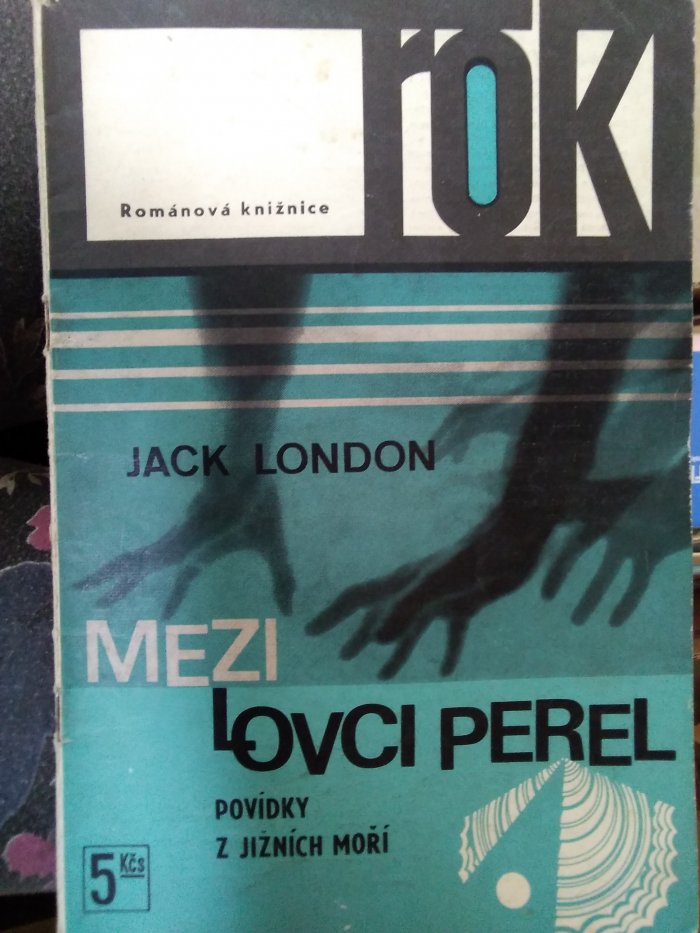 rok
Románová knižnice
JACK LONDON
MEZI
LOVCI PEREL
POVÍDKY
Z JIŽNÍCH MOŘÍ
5 Kčs